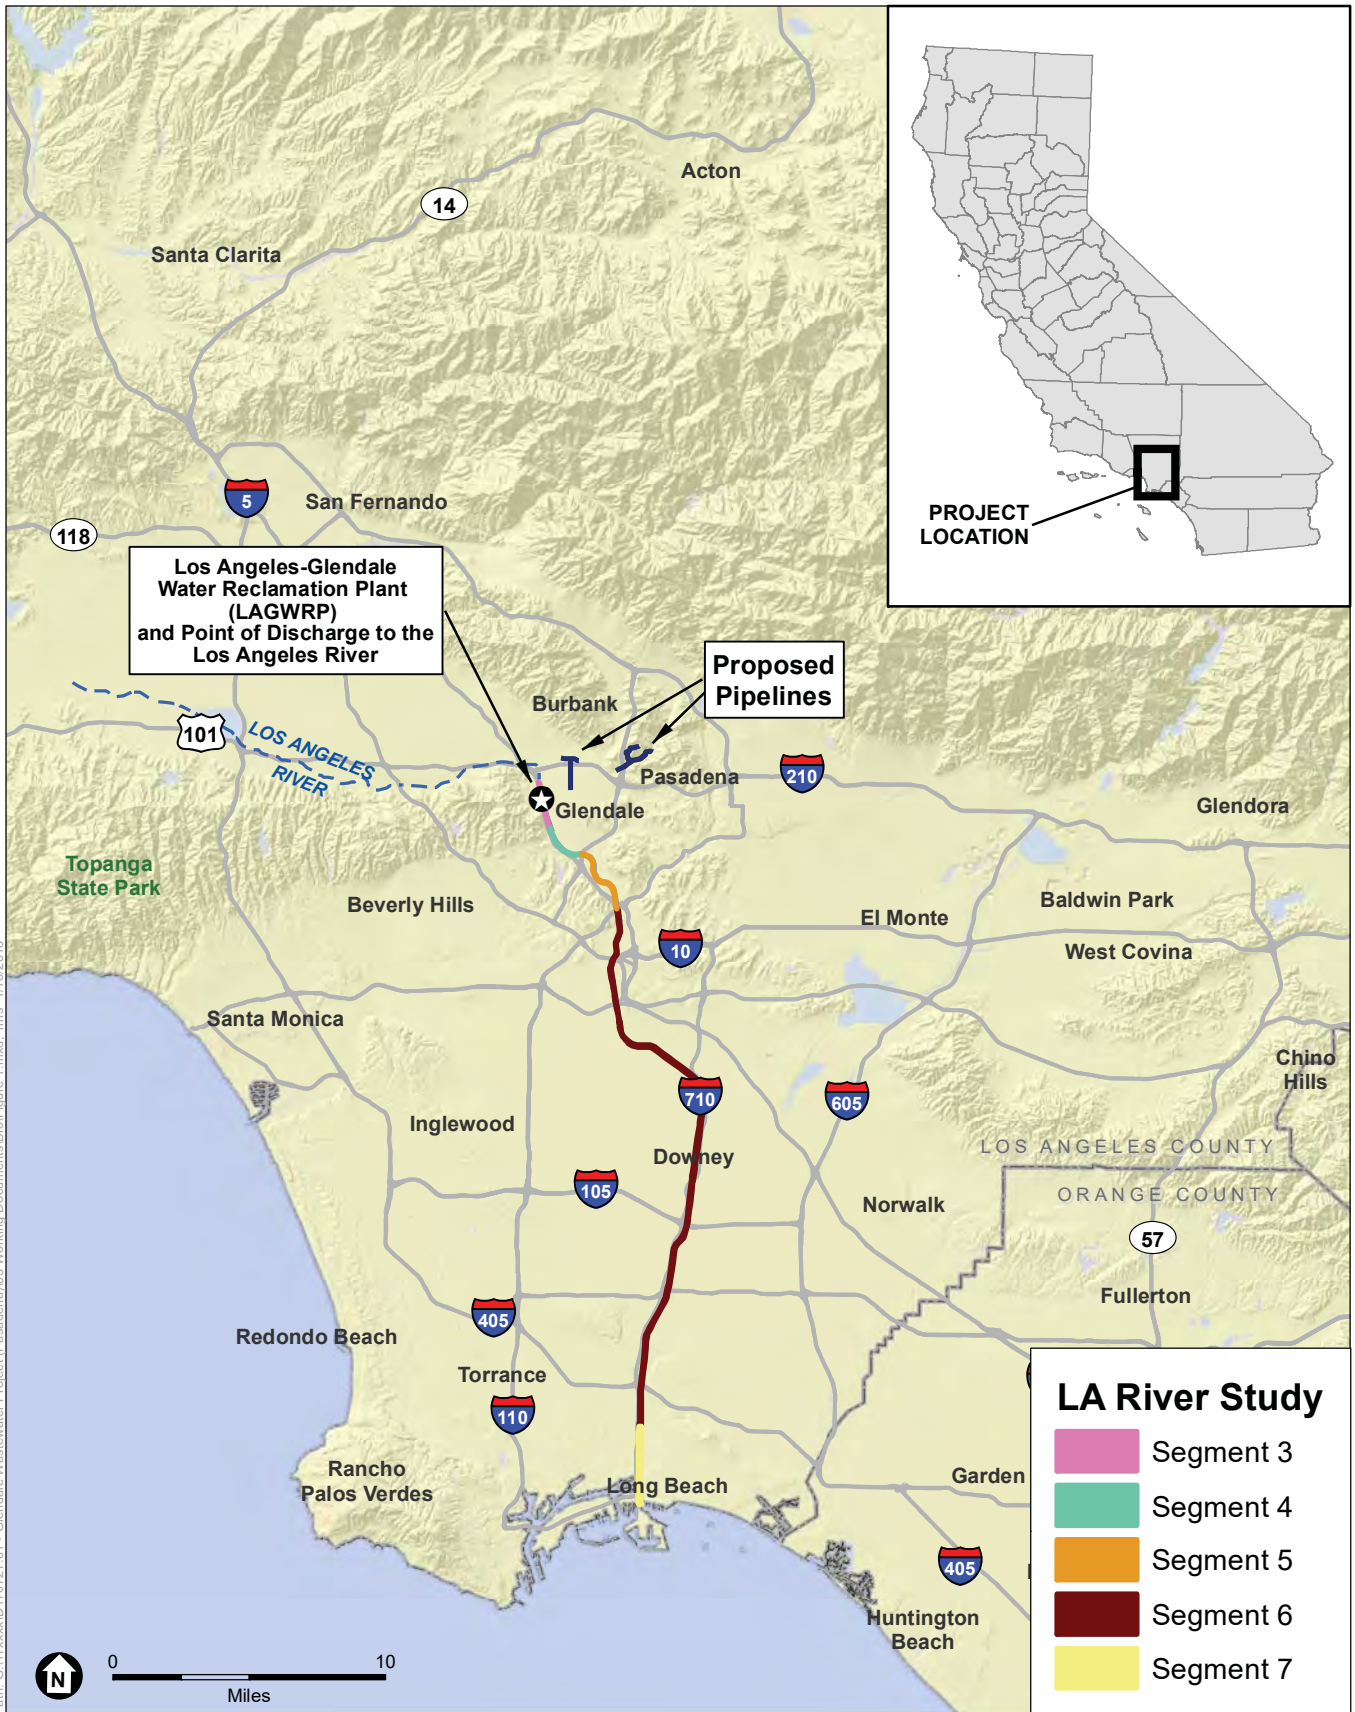 Acton
14
Santa Clarita
PROJECT
LOCATION
5
San Fernando
118
Los Angeles-Glendale
Water Reclamation Plant
(LAGWRP)
and Point of Discharge to the
Los Angeles River
Proposed
Pipelines
Burbank
101
LOS ANGELES
RIVER
Pasadena
210
Glendale
Glendora
Topanga
State Park
Beverly Hills
Baldwin Park
El Monte
10
West Covina
Santa Monica
Chino
Hills
710
605
Inglewood
LOS ANGELES COUNTY
Downey
105
ORANGE COUNTY
Norwalk
57
Fullerton
405
Redondo Beach
Torrance
110
Rancho
Palos Verdes
Long Beach
Garden
405
Huntington
Beach
LA River Study
Segment 3
Segment 4
Segment 5
Segment 6
Segment 7
N
0
10
Miles